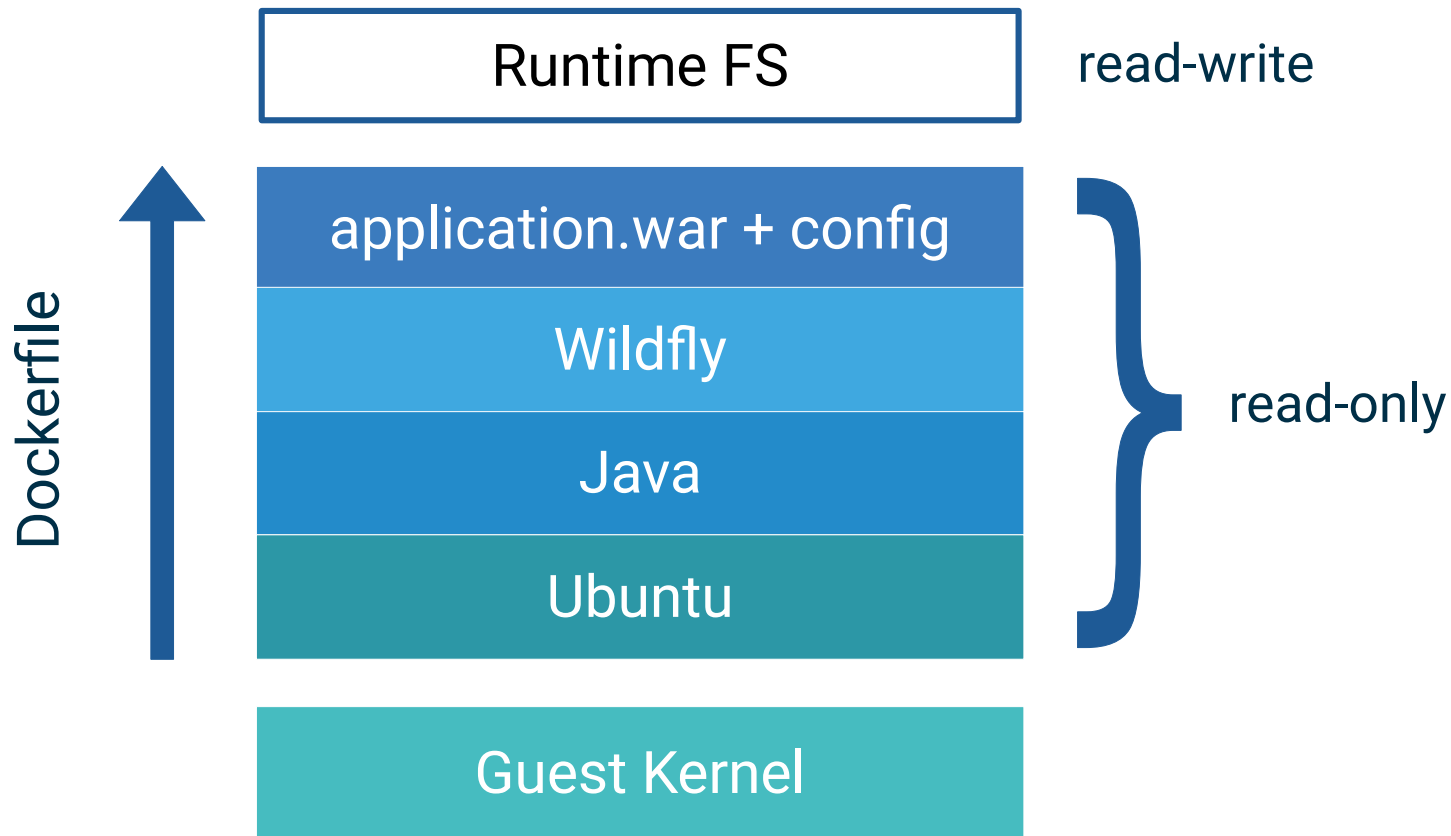 Runtime FS
read-write
application.war + config
Wildfly
Java
Ubuntu
Dockerfile
read-only
Guest Kernel